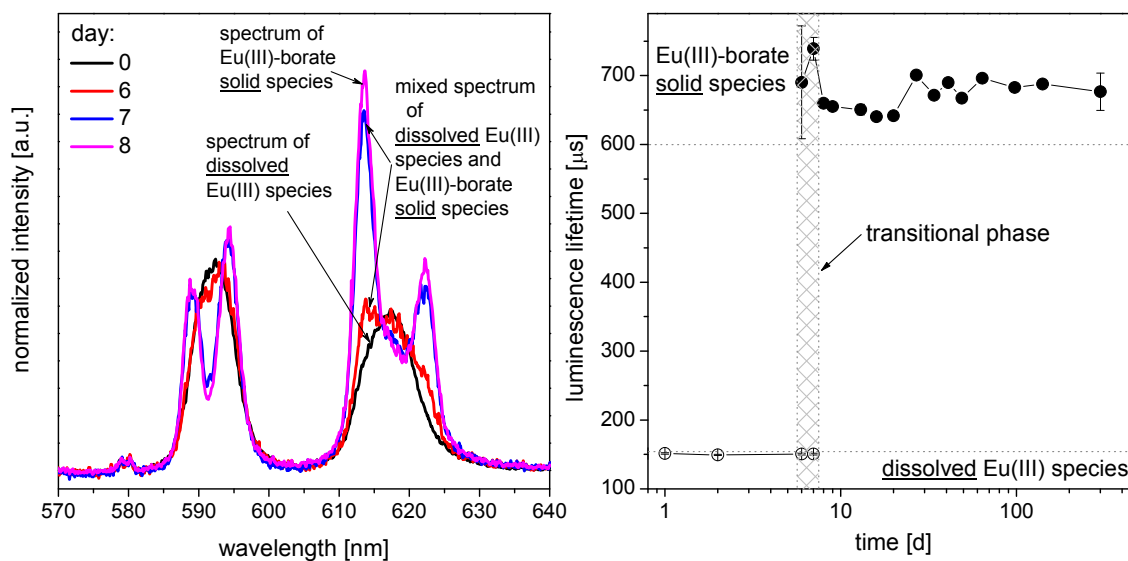 day:
0
6
7
8
spectrum of
Eu(III)-borate
solid species
mixed spectrum
of
dissolved Eu(III)
species and
Eu(III)-borate
solid species
spectrum of
dissolved
Eu(III) species
normalized intensity [a.u.]
570 580 590 600 610 620 630 640
wavelength [nm]
Eu(III)-borate
solid species
transitional phase
dissolved Eu(III) species
luminescence lifetime [µs]
700
600
500
400
300
200
100
1 10 100
time [d]